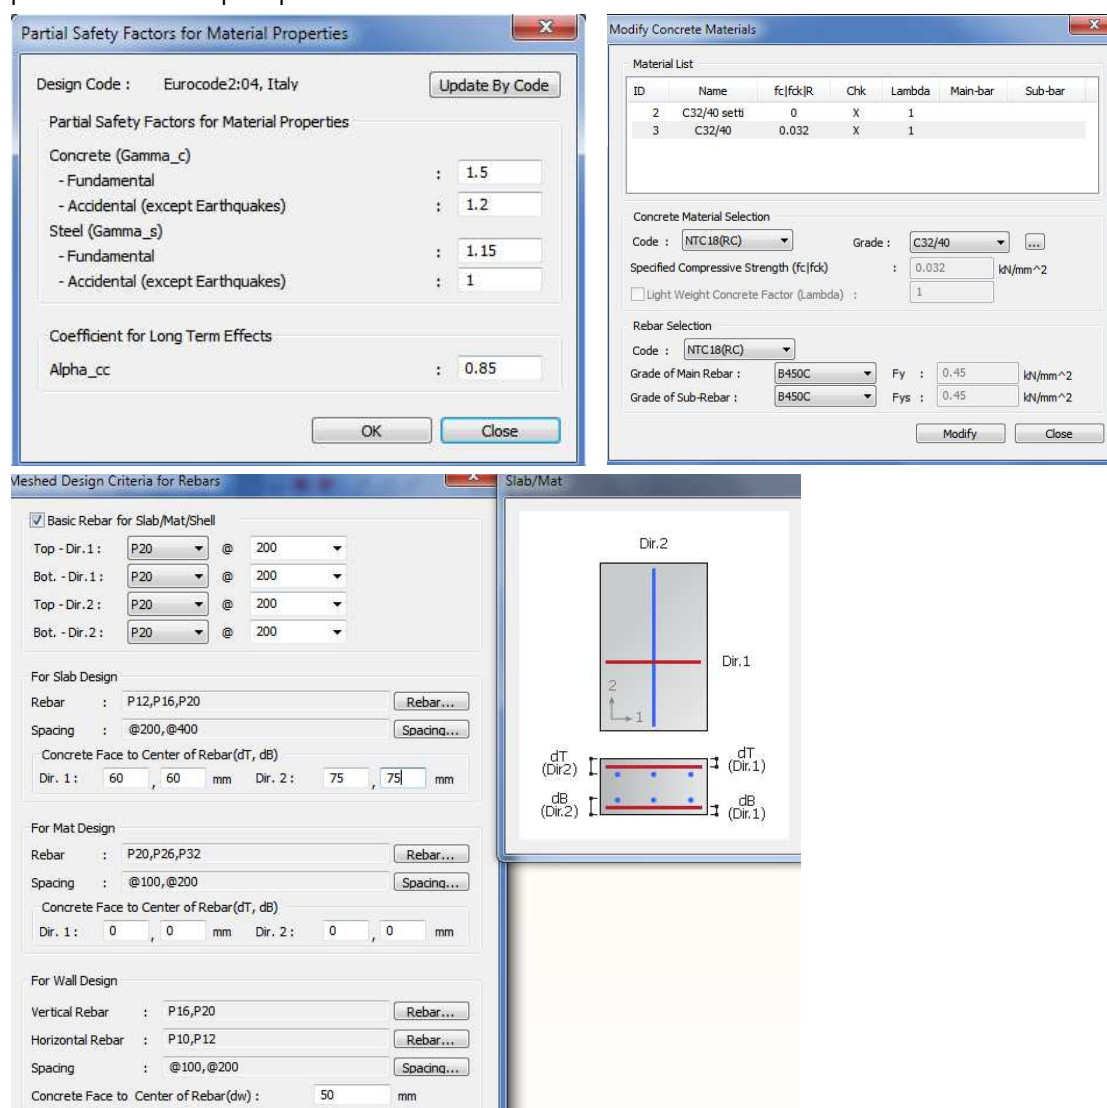 Partial Safety Factors for Material Properties
Design Code : Eurocode2:04, Italy Update By Code
Partial Safety Factors for Material Properties
Concrete (Gamma_c)
- Fundamental : 1.5
- Accidental (except Earthquakes) : 1.2
Steel (Gamma_s)
- Fundamental : 1.15
- Accidental (except Earthquakes) : 1
Coefficient for Long Term Effects
Alpha_cc : 0.85
OK Close
Modify Concrete Materials
Material List
ID Name fc|fck|R Chk Lambda Main-bar Sub-bar
2 C32/40 setti 0 X 1
3 C32/40 0.032 X 1
Concrete Material Selection
Code : NTC18(RC) Grade : C32/40 ...
Specified Compressive Strength (fc|fck) : 0.032 kN/mm^2
Light Weight Concrete Factor (Lambda) : 1
Rebar Selection
Code : NTC18(RC)
Grade of Main Rebar : B450C Fy : 0.45 kN/mm^2
Grade of Sub-Rebar : B450C Fys : 0.45 kN/mm^2
Modify Close
Meshed Design Criteria for Rebars
Basic Rebar for Slab/Mat/Shell
Top - Dir.1 : P20 @ 200
Bot. - Dir.1 : P20 @ 200
Top - Dir.2 : P20 @ 200
Bot. - Dir.2 : P20 @ 200
For Slab Design
Rebar : P12,P16,P20 Rebar...
Spacing : @200,@400 Spacing...
Concrete Face to Center of Rebar(dT, dB)
Dir. 1 : 60 , 60 mm Dir. 2 : 75 , 75 mm
For Mat Design
Rebar : P20,P26,P32 Rebar...
Spacing : @100,@200 Spacing...
Concrete Face to Center of Rebar(dT, dB)
Dir. 1 : 0 , 0 mm Dir. 2 : 0 , 0 mm
For Wall Design
Vertical Rebar : P16,P20 Rebar...
Horizontal Rebar : P10,P12 Rebar...
Spacing : @100,@200 Spacing...
Concrete Face to Center of Rebar(dw) : 50 mm
Slab/Mat
Dir.2
Dir.1
2
1
dT
(Dir2)
dT
(Dir.1)
dB
(Dir.2)
dB
(Dir.1)